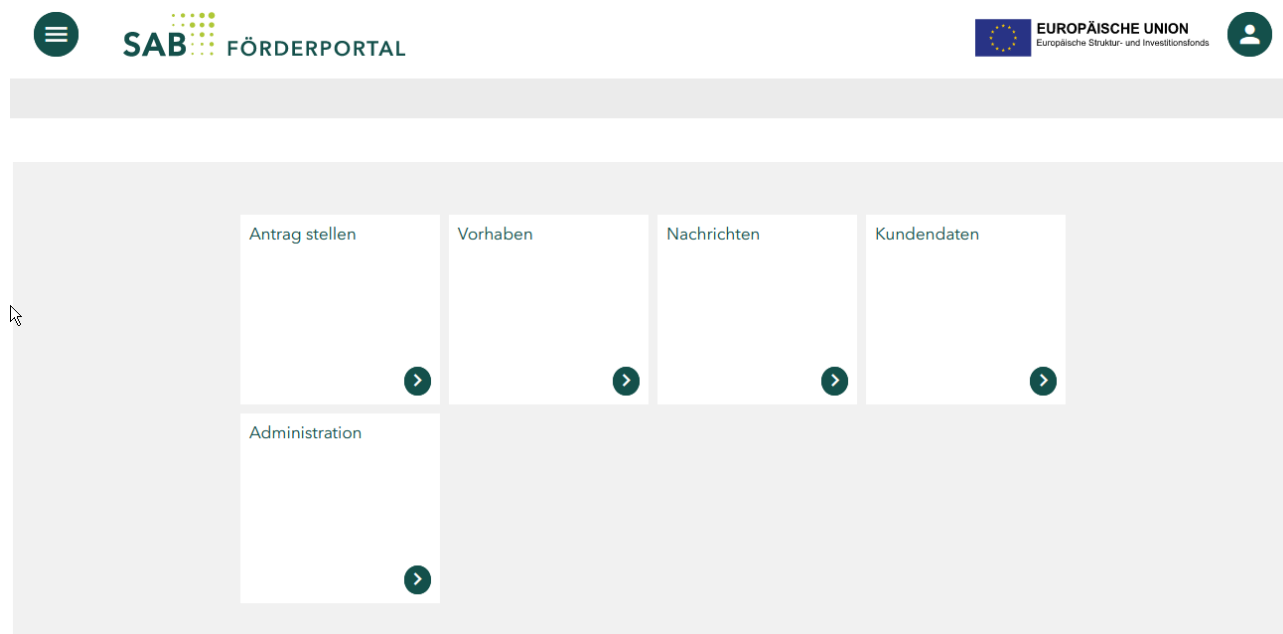 SAB FÖRDERPORTAL
EUROPÄISCHE UNION
Europäische Struktur- und Investitionsfonds
Antrag stellen
Vorhaben
Nachrichten
Kundendaten
Administration